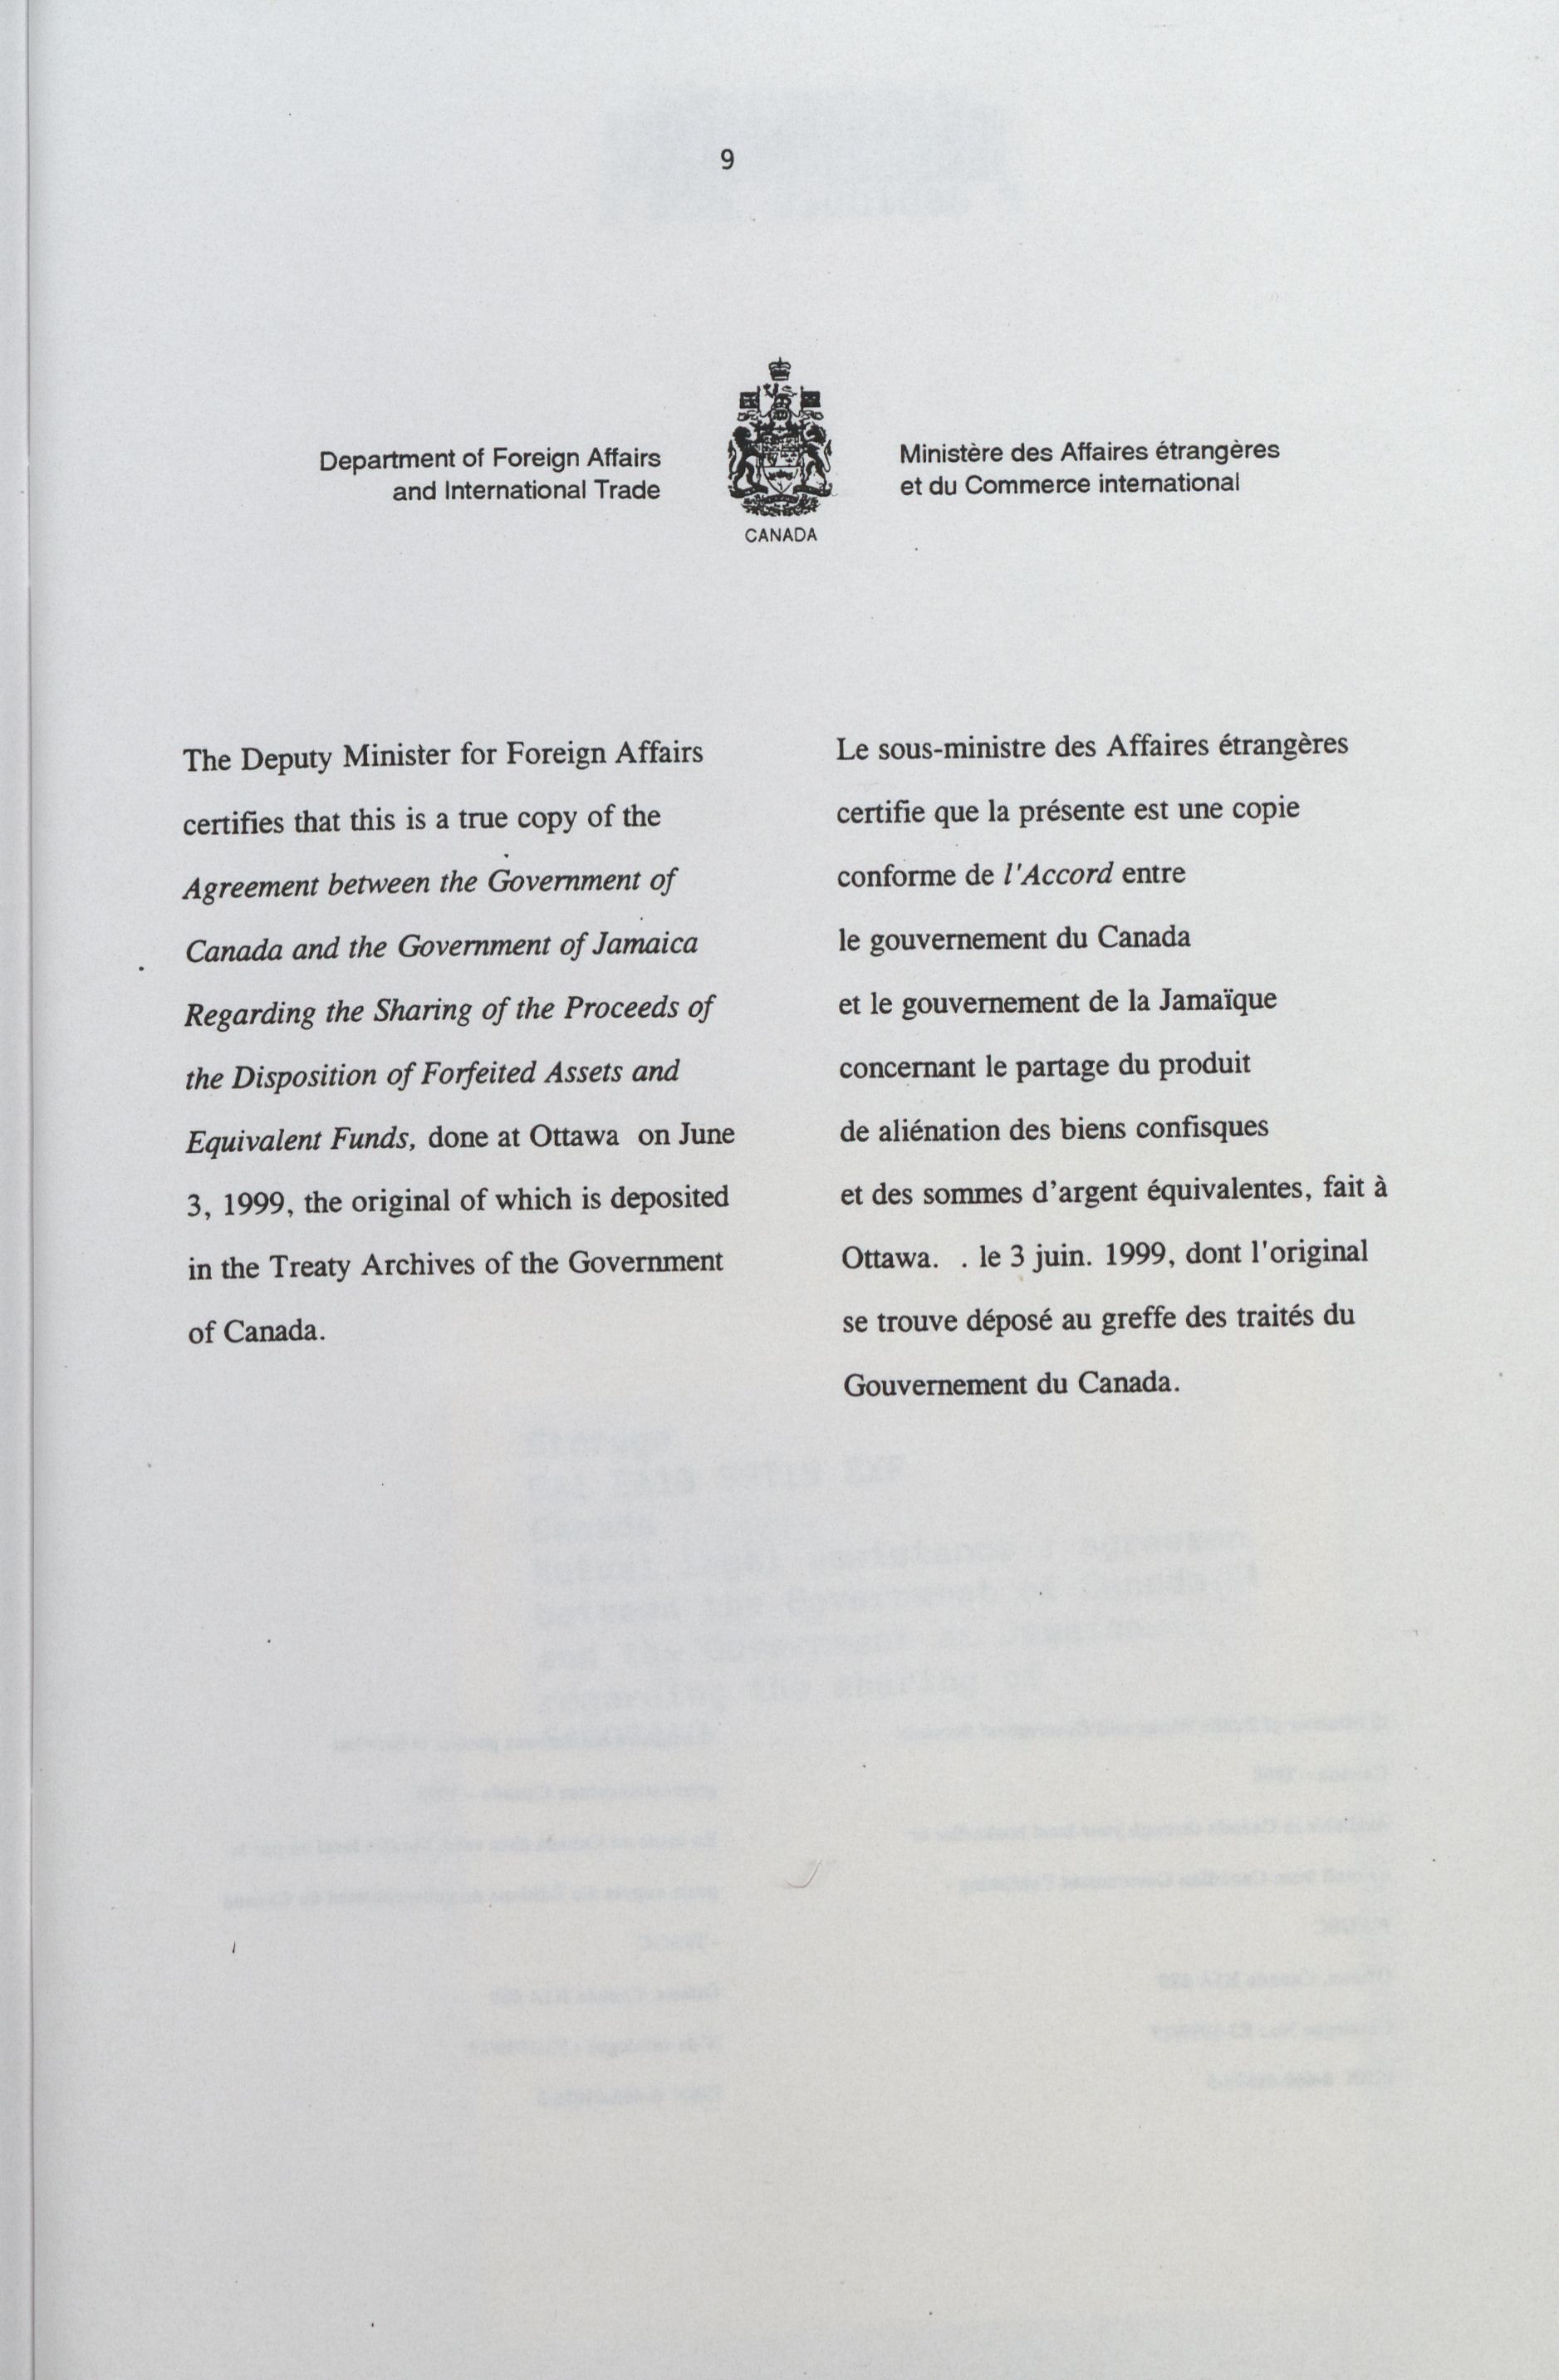 9
Department of Foreign Affairs
and International Trade
CANADA
Ministère des Affaires étrangères
et du Commerce international
The Deputy Minister for Foreign Affairs
certifies that this is a true copy of the
Agreement between the Government of
Canada and the Government of Jamaica
Regarding the Sharing of the Proceeds of
the Disposition of Forfeited Assets and
Equivalent Funds, done at Ottawa on June
3, 1999, the original of which is deposited
in the Treaty Archives of the Government
of Canada.
Le sous-ministre des Affaires étrangères
certifie que la présente est une copie
conforme de l'Accord entre
le gouvernement du Canada
et le gouvernement de la Jamaïque
concernant le partage du produit
de aliénation des biens confisques
et des sommes d'argent équivalentes, fait à
Ottawa. . le 3 juin. 1999, dont l'original
se trouve déposé au greffe des traités du
Gouvernement du Canada.